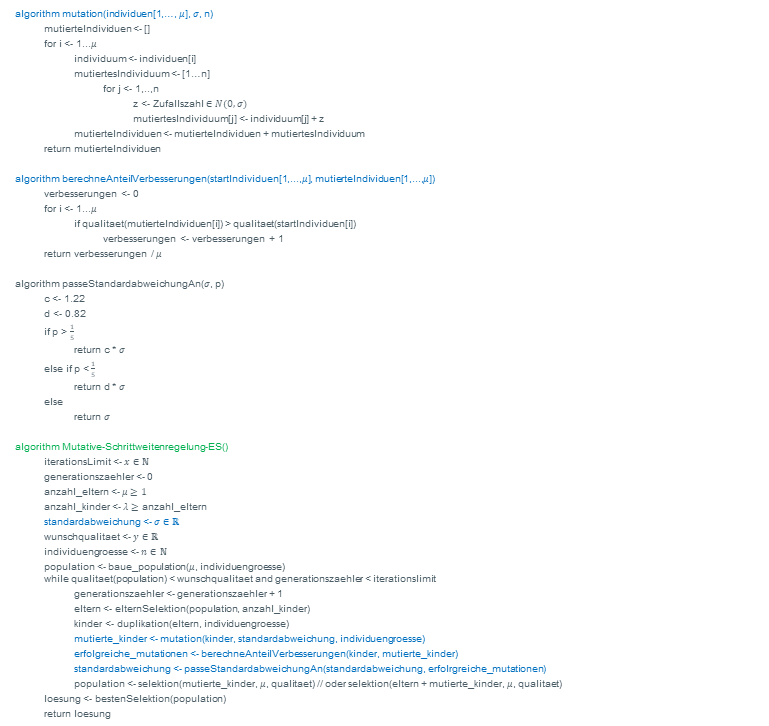 algorithm mutation(individuen[1,..., μ], σ, n)
mutierteIndividuen <- []
for i <- 1...μ
individuum <- individuen[i]
mutiertesIndividuum <- [1...n]
for j <- 1,..,n
z <- Zufallszahl ∈ N(0, σ)
mutiertesIndividuum[j] <- individuum[j] + z
mutierteIndividuen <- mutierteIndividuen + mutiertesIndividuum
return mutierteIndividuen
algorithm berechneAnteilVerbesserungen(startIndividuen[1,...,μ], mutierteIndividuen[1,...,μ])
verbesserungen <- 0
for i <- 1...μ
if qualitaet(mutierteIndividuen[i]) > qualitaet(startIndividuen[i])
verbesserungen <- verbesserungen + 1
return verbesserungen / μ
algorithm passeStandardabweichungAn(σ, p)
c <- 1.22
d <- 0.82
if p > 1/5
return c * σ
else if p < 1/5
return d * σ
else
return σ
algorithm Mutative-Schrittweitenregelung-ES()
iterationsLimit <- x ∈ ℕ
generationszaehler <- 0
anzahl_eltern <- μ ≥ 1
anzahl_kinder <- λ ≥ anzahl_eltern
standardabweichung <- σ ∈ ℝ
wunschqualitaet <- y ∈ ℝ
individuengroesse <- n ∈ ℕ
population <- baue_population(μ, individuengroesse)
while qualitaet(population) < wunschqualitaet and generationszaehler < iterationslimit
generationszaehler <- generationszaehler + 1
eltern <- elternSelektion(population, anzahl_kinder)
kinder <- duplikation(eltern, individuengroesse)
mutierte_kinder <- mutation(kinder, standardabweichung, individuengroesse)
erfolgreiche_mutationen <- berechneAnteilVerbesserungen(kinder, mutierte_kinder)
standardabweichung <- passeStandardabweichungAn(standardabweichung, erfolrgreiche_mutationen)
population <- selektion(mutierte_kinder, μ, qualitaet) // oder selektion(eltern + mutierte_kinder, μ, qualitaet)
loesung <- bestenSelektion(population)
return loesung